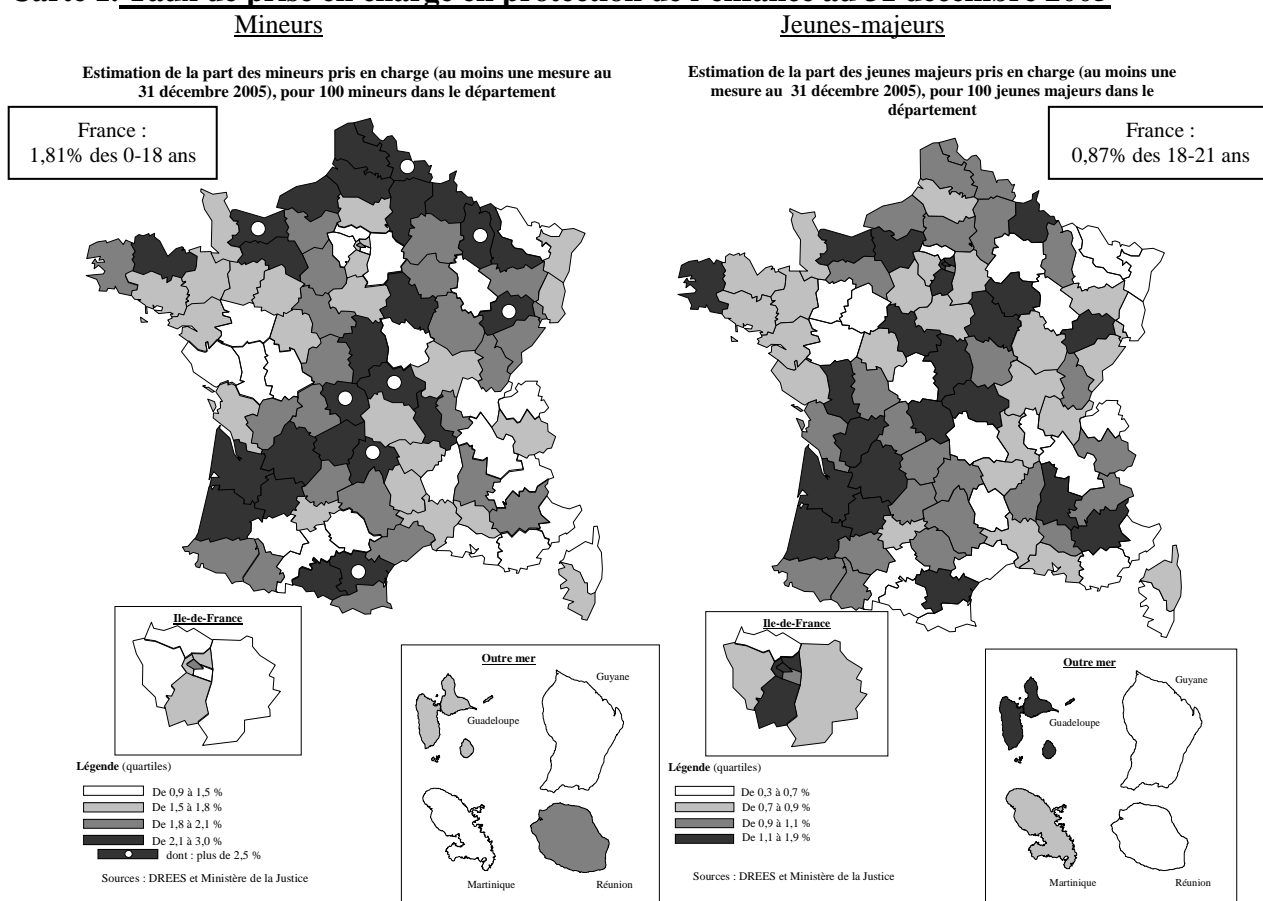 Carte 2. Taux de prise en charge en protection de l'enfance au 31 décembre 2005
Mineurs
Estimation de la part des mineurs pris en charge (au moins une mesure au
31 décembre 2005), pour 100 mineurs dans le département
France :
1,81% des 0-18 ans
Ile-de-France
Légende (quartiles)
De 0,9 à 1,5 %
De 1,5 à 1,8 %
De 1,8 à 2,1 %
De 2,1 à 3,0 %
dont : plus de 2,5 %
Sources : DREES et Ministère de la Justice
Outre mer
Guyane
Guadeloupe
Martinique
Réunion
Jeunes-majeurs
Estimation de la part des jeunes majeurs pris en charge (au moins une
mesure au 31 décembre 2005), pour 100 jeunes majeurs dans le
département
France :
0,87% des 18-21 ans
Ile-de-France
Légende (quartiles)
De 0,3 à 0,7 %
De 0,7 à 0,9 %
De 0,9 à 1,1 %
De 1,1 à 1,9 %
Sources : DREES et Ministère de la Justice
Outre mer
Guyane
Guadeloupe
Martinique
Réunion